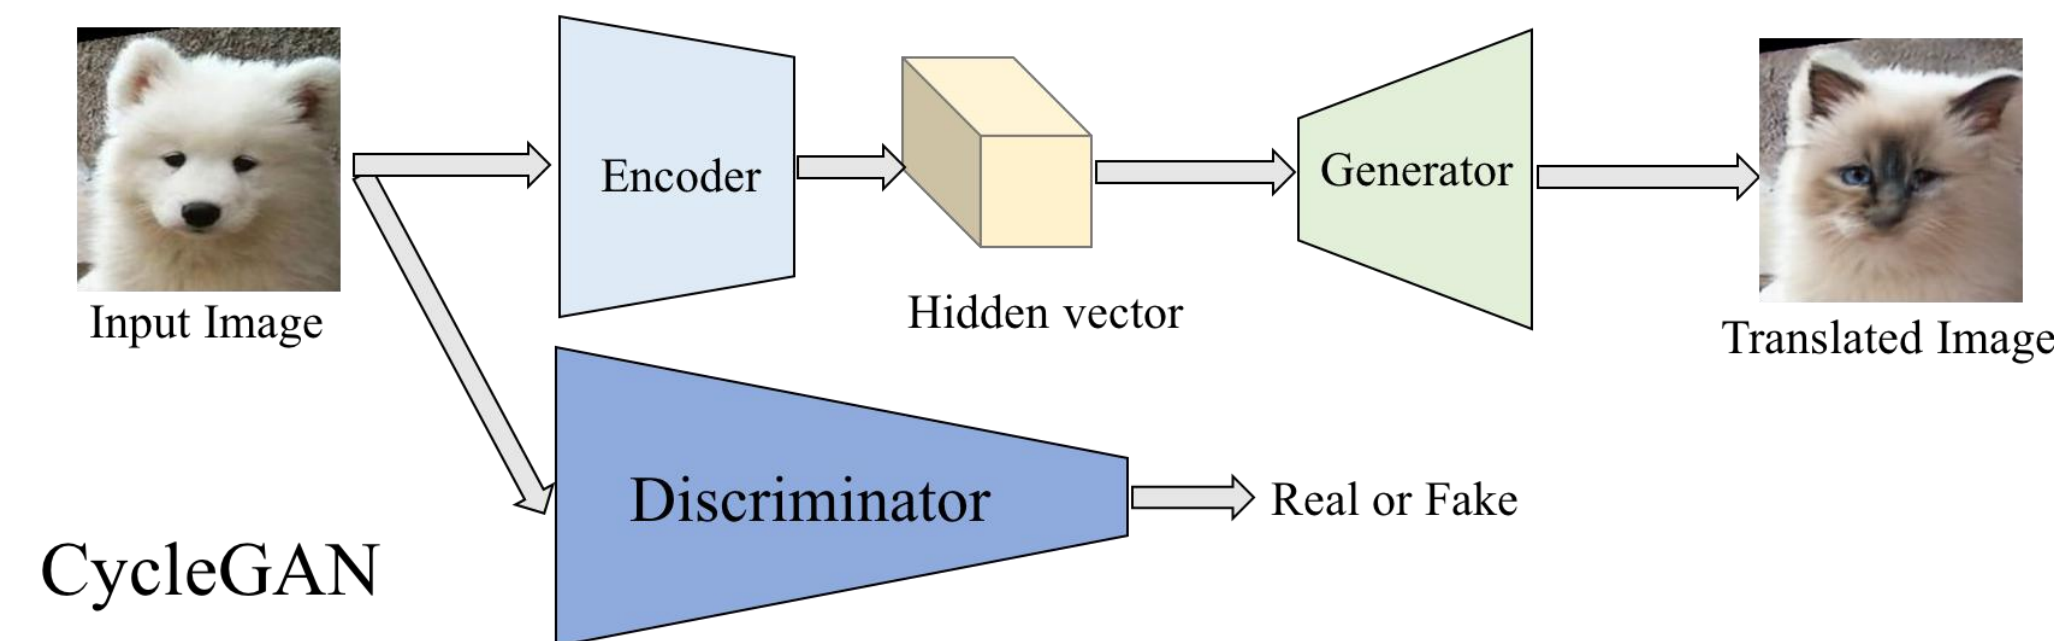 Encoder
Generator
Input Image
Hidden vector
Translated Image
Discriminator
Real or Fake
CycleGAN